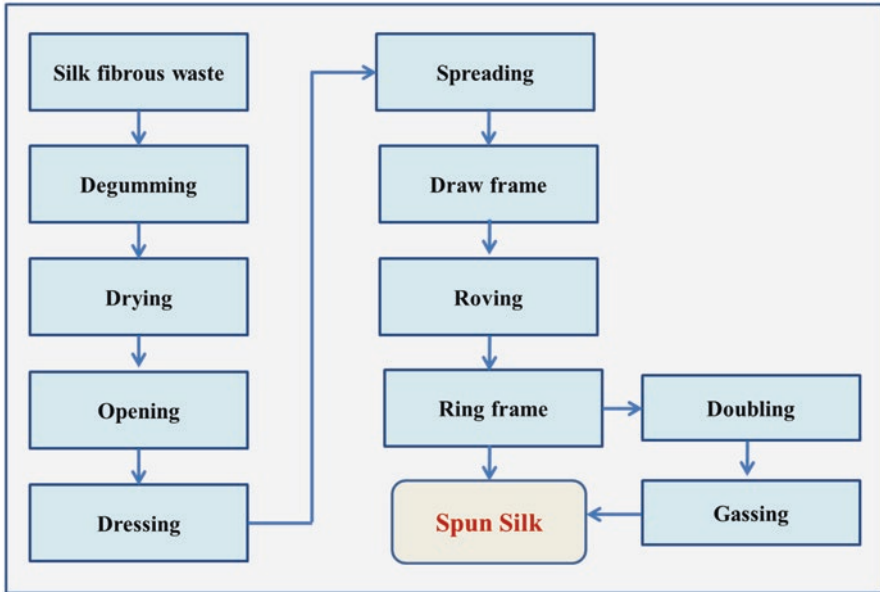 Silk fibrous waste
Degumming
Drying
Opening
Dressing
Spreading
Draw frame
Roving
Ring frame
Doubling
Gassing
Spun Silk